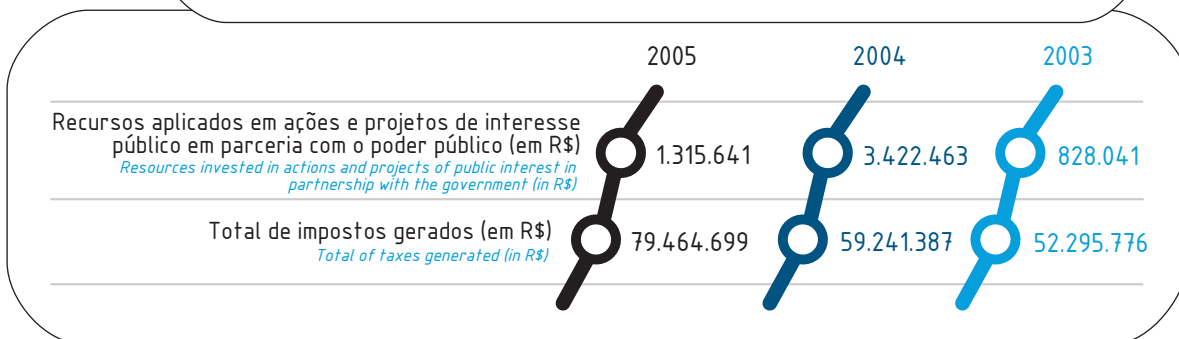 2005 2004 2003
Recursos aplicados em ações e projetos de interesse
público em parceria com o poder público (em R$)
Resources invested in actions and projects of public interest in
partnership with the government (in R$)
1.315.641 3.422.463 828.041
Total de impostos gerados (em R$)
Total of taxes generated (in R$)
79.464.699 59.241.387 52.295.776